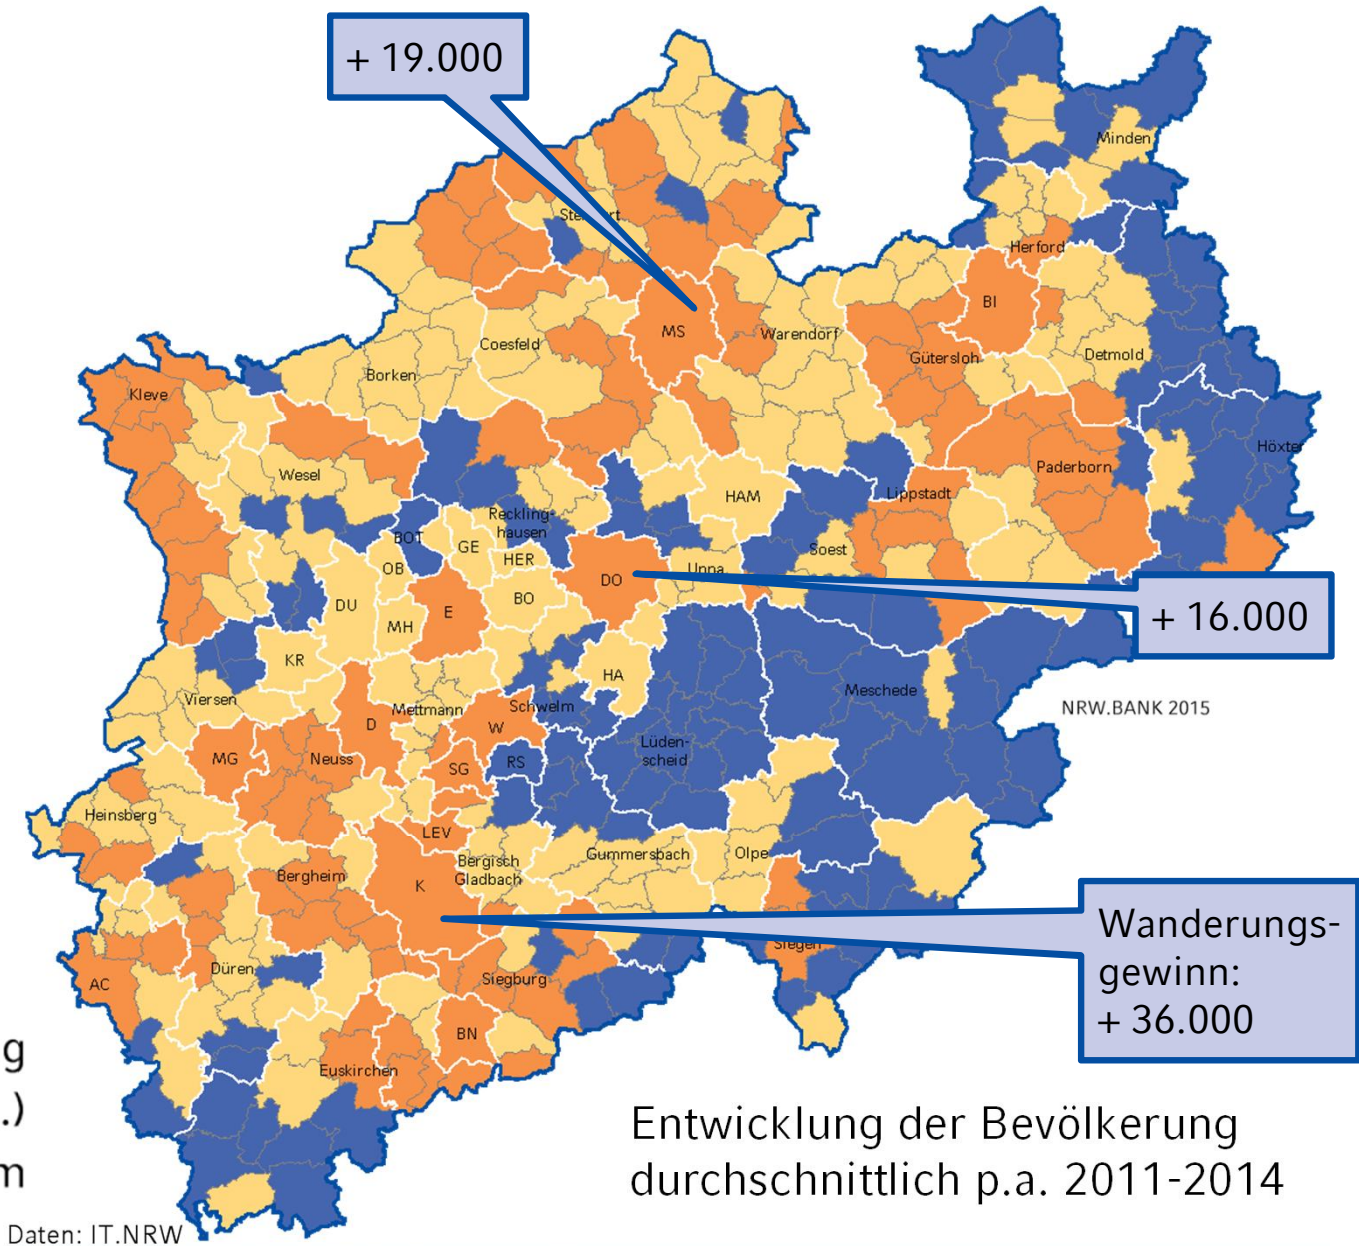 + 19.000
Minden
Herford
BI
MS
Warendorf
Coesfeld
Gütersloh
Detmold
Borken
Kleve
Höxter
Paderborn
Wesel
Lippstadt
HAM
Reckling-
hausen
BOT
GE
HER
Soest
OB
Unna
DO
DU
E
BO
MH
+ 16.000
KR
HA
Meschede
Viersen
Mettmann
Schwelm
NRW.BANK 2015
D
W
Lüden-
scheid
MG
Neuss
SG
RS
Heinsberg
LEV
Bergisch
Gladbach
Gummersbach
Olpe
Bergheim
K
Wanderungs-
gewinn:
+ 36.000
Siegen
Düren
Siegburg
AC
BN
g
Euskirchen
.)
m
Entwicklung der Bevölkerung
durchschnittlich p.a. 2011-2014
Daten: IT.NRW